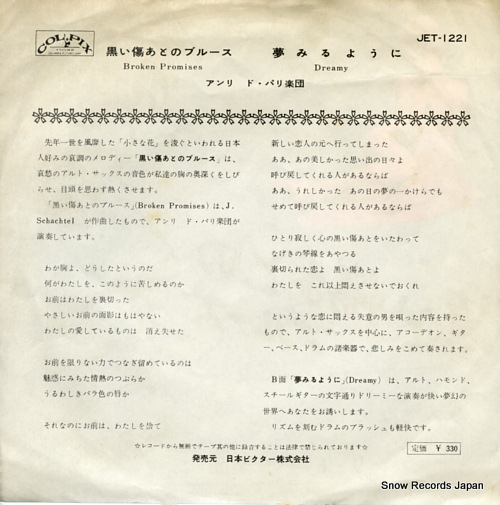 COLPIX
JET-1221
黒い傷あとのブルース　夢みるように
Broken Promises　Dreamy
アンリ　ド・パリ楽団
先年一世を風靡した「小さな花」を凌ぐといわれる日本
人好みの哀調のメロディー「黒い傷あとのブルース」は、
哀愁のアルト・サックスの音色が私達の胸の奥深くをしび
らせ、目頭を思わず熱くさせます。
「黒い傷あとのブルース」(Broken Promises) は、J.
Schachtel が作曲したもので、アンリ ド・パリ楽団が
演奏しています。
わが胸よ、どうしたというのだ
何がわたしを、このように苦しめるのか
お前はわたしを裏切った
やさしいお前の面影はもはやない
わたしの愛しているものは　消え失せた
お前を限りない力でつなぎ留めているのは
魅惑にみちた情熱のつぶらか
うるわしきバラ色の唇か
それなのにお前は、わたしを捨て
新しい恋人の元へ行ってしまった
ああ、あの美しかった思い出の日々よ
呼び戻してくれる人があるならば
ああ、うれしかった　あの日の夢の一かけらでも
せめて呼び戻してくれる人があるならば
ひとり寂しく心の黒い傷あとをいたわって
なげきの琴線をあやつる
裏切られた恋よ　黒い傷あとよ
わたしを　これ以上悶えさせないでおくれ
というような恋に悶える失意の男を唄った内容を持った
もので、アルト・サックスを中心に、アコーデオン、ギタ
ー、ベース、ドラムの諸楽器で、悲しみをこめて奏されます。
B面「夢みるように」(Dreamy) は、アルト、ハモンド、
スチールギターの文字通りドリーミーな演奏が快い夢幻の
世界へあなたをお誘いします。
リズムを刻むドラムのブラッシュも軽快です。
☆レコードから無断でテープ其の他に録音することは法律で禁じられております☆
発売元　日本ビクター株式会社
定価　￥ 330
Snow Records Japan